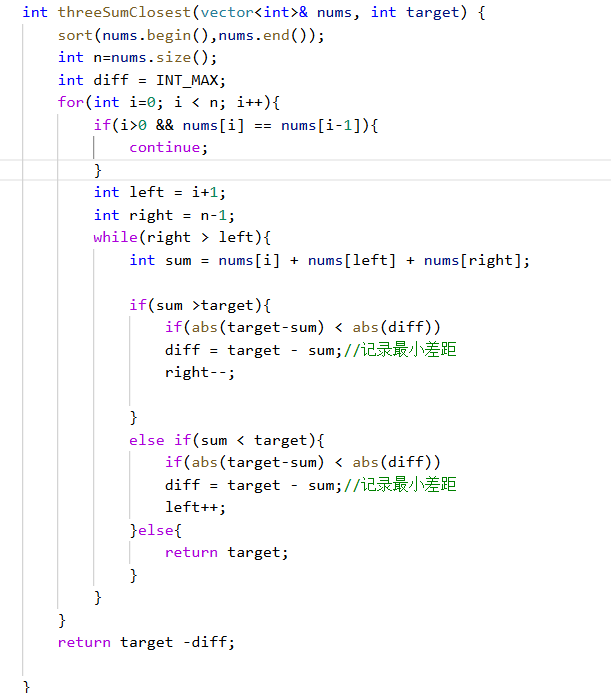 int threeSumClosest(vector<int>& nums, int target) {
sort(nums.begin(),nums.end());
int n=nums.size();
int diff = INT_MAX;
for(int i=0; i < n; i++){
if(i>0 && nums[i] == nums[i-1]){
continue;
}
int left = i+1;
int right = n-1;
while(right > left){
int sum = nums[i] + nums[left] + nums[right];
if(sum >target){
if(abs(target-sum) < abs(diff))
diff = target - sum;//记录最小差距
right--;
}
else if(sum < target){
if(abs(target-sum) < abs(diff))
diff = target - sum;//记录最小差距
left++;
}else{
return target;
}
}
}
return target -diff;
}